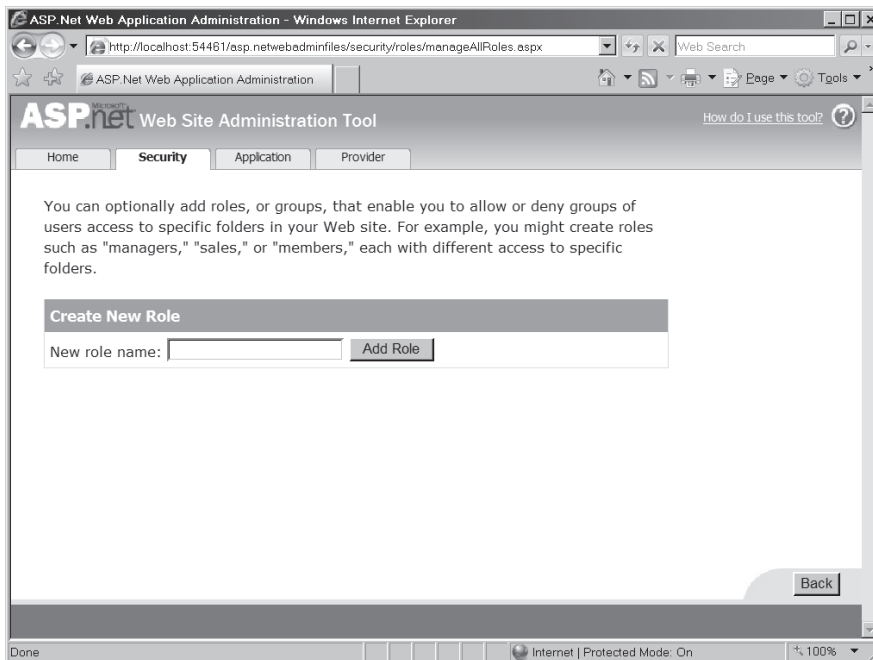 ASP.Net Web Application Administration - Windows Internet Explorer
http://localhost:54461/asp.netwebadminfiles/security/roles/manageAllRoles.aspx
Web Search
ASP.Net Web Application Administration
Page
Tools
Microsoft
ASP.net Web Site Administration Tool
How do I use this tool?
Home
Security
Application
Provider
You can optionally add roles, or groups, that enable you to allow or deny groups of
users access to specific folders in your Web site. For example, you might create roles
such as "managers," "sales," or "members," each with different access to specific
folders.
Create New Role
New role name:
Add Role
Back
Done
Internet | Protected Mode: On
100%